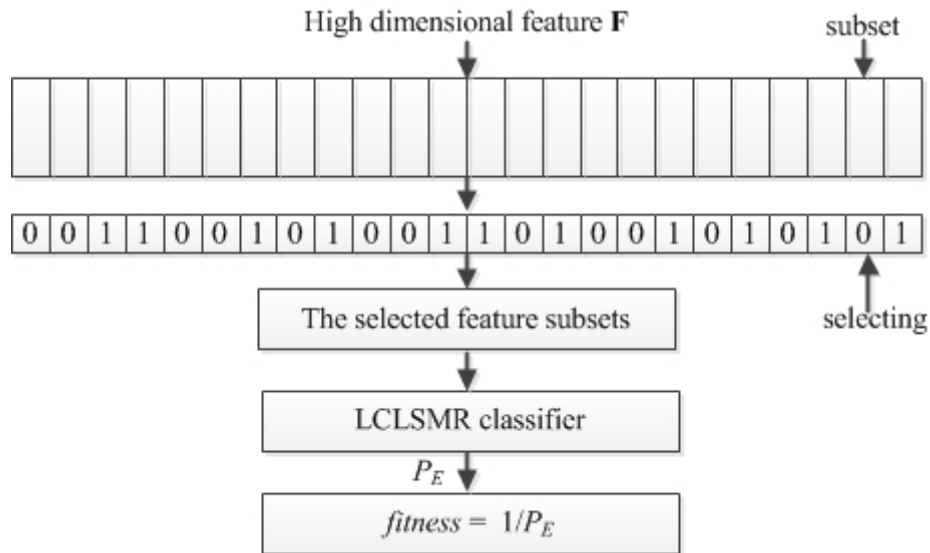 High dimensional feature F
subset
0 0 1 1 0 0 1 0 1 0 0 1 1 0 1 0 0 1 0 1 0 1 0 1
selecting
The selected feature subsets
LCLSMR classifier
P_E
fitness = 1/P_E